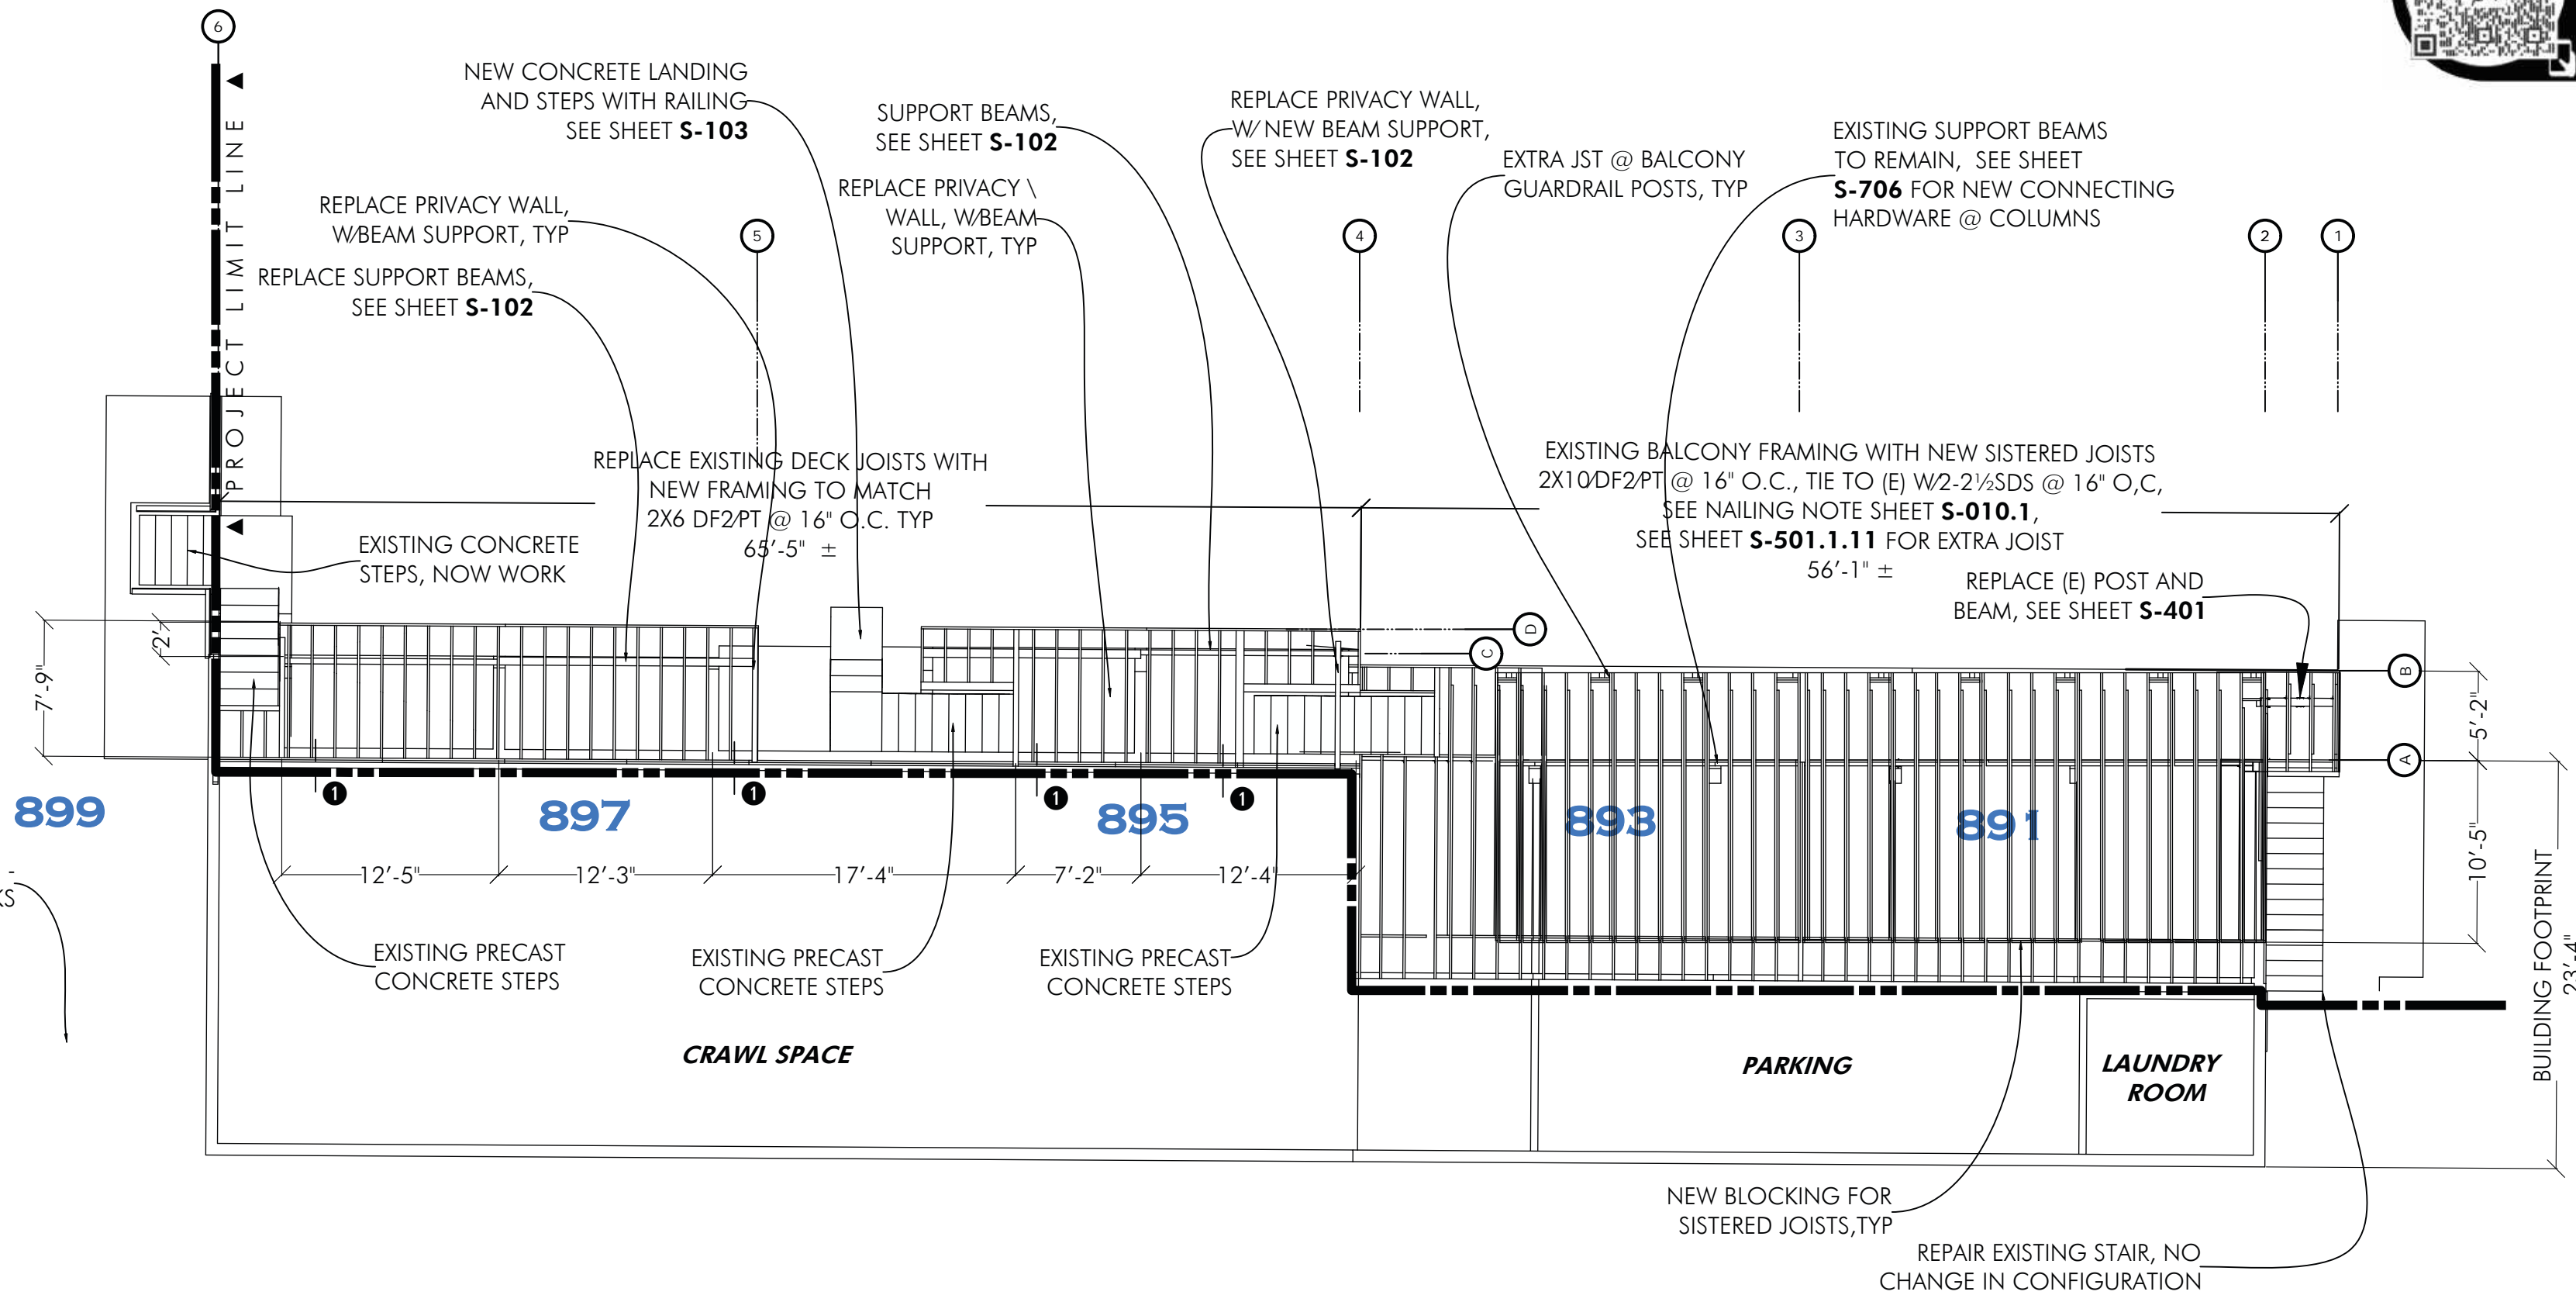 6
PROJECT LIMIT LINE
NEW CONCRETE LANDING
AND STEPS WITH RAILING
SEE SHEET S-103
SUPPORT BEAMS,
SEE SHEET S-102
REPLACE PRIVACY WALL,
W/ NEW BEAM SUPPORT,
SEE SHEET S-102
EXTRA JST @ BALCONY
GUARDRAIL POSTS, TYP
EXISTING SUPPORT BEAMS
TO REMAIN, SEE SHEET
S-706 FOR NEW CONNECTING
HARDWARE @ COLUMNS
REPLACE PRIVACY WALL,
W/BEAM SUPPORT, TYP
REPLACE PRIVACY \
WALL, W/BEAM
SUPPORT, TYP
5
4
3
2
1
REPLACE SUPPORT BEAMS,
SEE SHEET S-102
REPLACE EXISTING DECK JOISTS WITH
NEW FRAMING TO MATCH
2X6 DF2/PT @ 16" O.C. TYP
65'-5" ±
EXISTING BALCONY FRAMING WITH NEW SISTERED JOISTS
2X10/DF2/PT @ 16" O.C., TIE TO (E) W/2-2½SDS @ 16" O,C,
SEE NAILING NOTE SHEET S-010.1,
SEE SHEET S-501.1.11 FOR EXTRA JOIST
56'-1" ±
EXISTING CONCRETE
STEPS, NOW WORK
REPLACE (E) POST AND
BEAM, SEE SHEET S-401
2'
7'-9"
D
C
B
A
5'-2"
10'-5"
BUILDING FOOTPRINT
23'-4"
1
1
1
1
899
897
895
893
891
12'-5"
12'-3"
17'-4"
7'-2"
12'-4"
KS
EXISTING PRECAST
CONCRETE STEPS
EXISTING PRECAST
CONCRETE STEPS
EXISTING PRECAST
CONCRETE STEPS
CRAWL SPACE
PARKING
LAUNDRY
ROOM
NEW BLOCKING FOR
SISTERED JOISTS,TYP
REPAIR EXISTING STAIR, NO
CHANGE IN CONFIGURATION